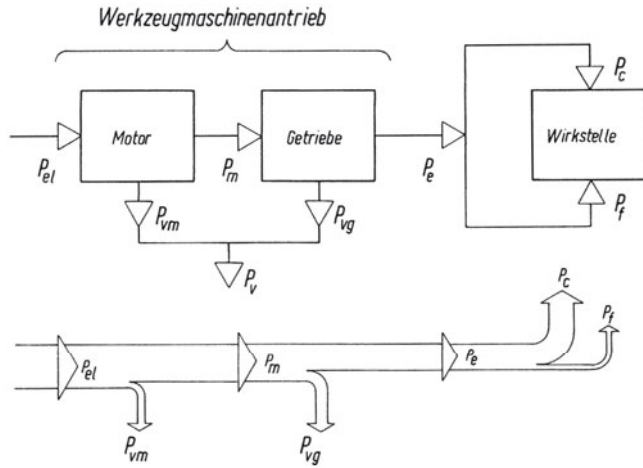 Werkzeugmaschinenantrieb
P_c
Motor
Getriebe
Wirkstelle
P_el
P_m
P_e
P_f
P_vm
P_vg
P_v
P_c
P_f
P_el
P_m
P_e
P_vm
P_vg